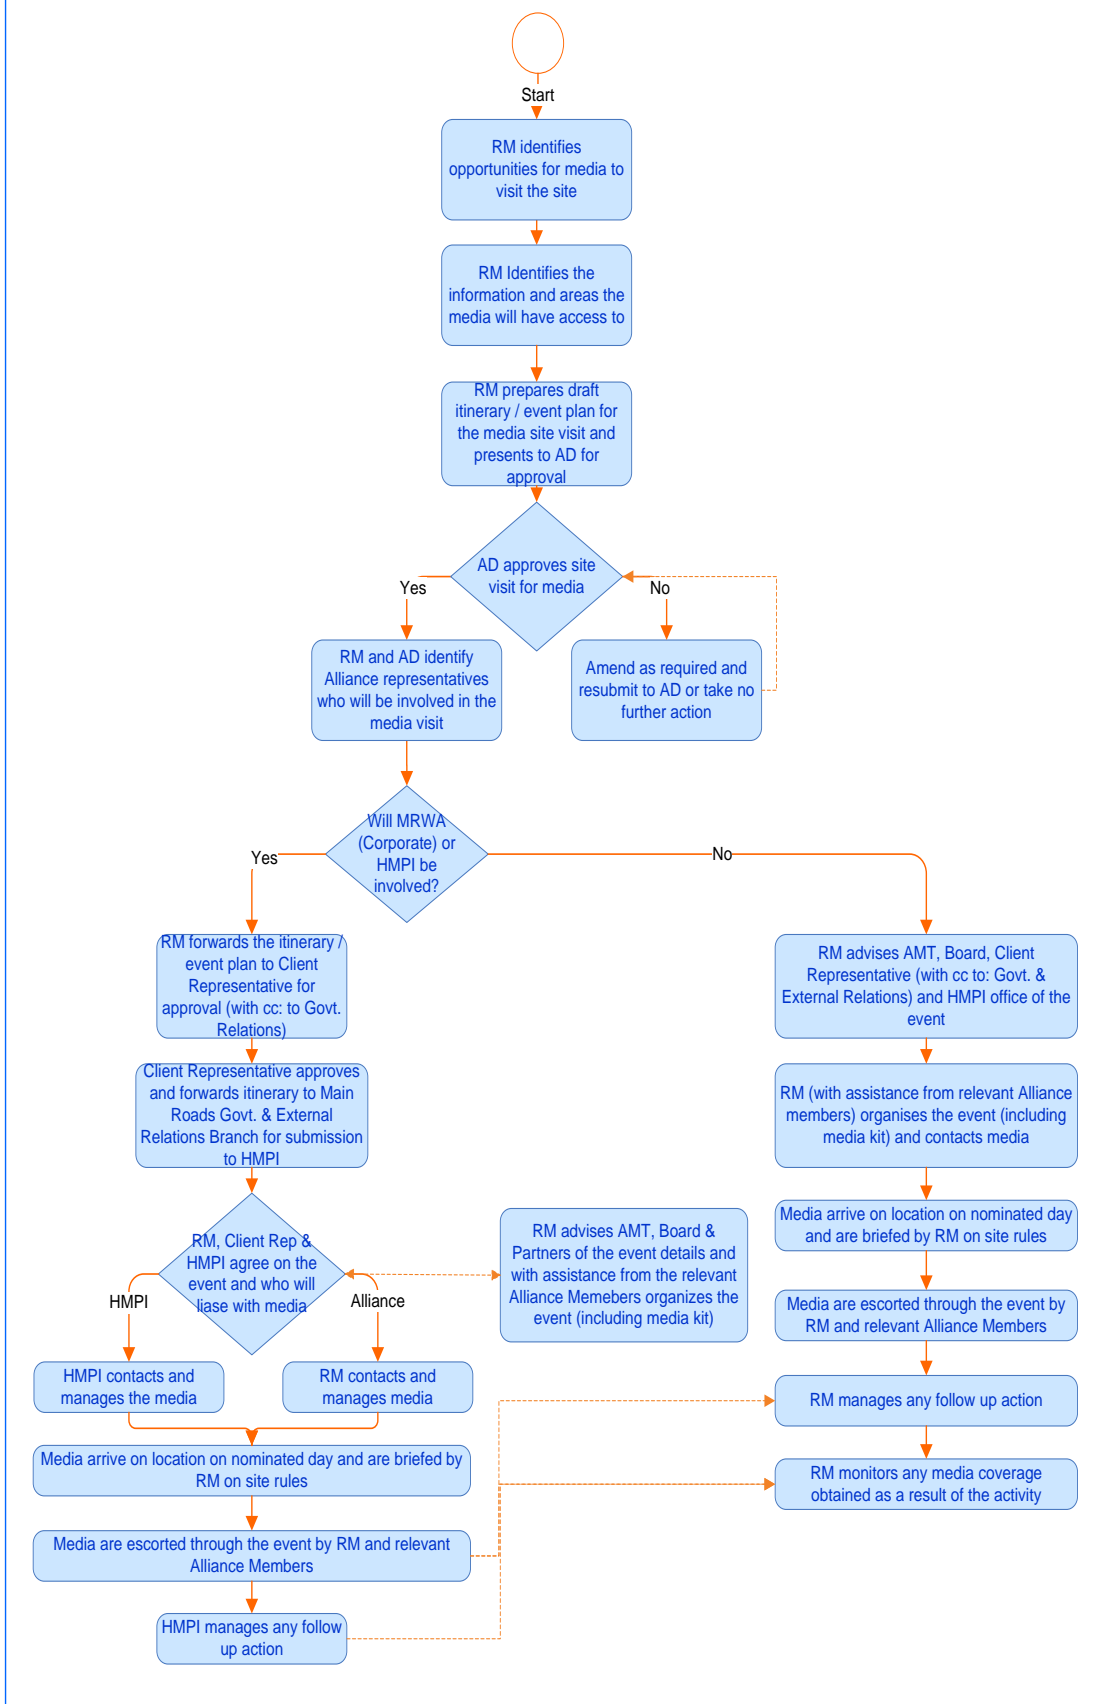 Start
RM identifies
opportunities for media to
visit the site
RM Identifies the
information and areas the
media will have access to
RM prepares draft
itinerary / event plan for
the media site visit and
presents to AD for
approval
AD approves site
visit for media
Yes
No
RM and AD identify
Alliance representatives
who will be involved in the
media visit
Amend as required and
resubmit to AD or take no
further action
Will MRWA
(Corporate) or
HMPI be
involved?
Yes
No
RM forwards the itinerary /
event plan to Client
Representative for
approval (with cc: to Govt.
Relations)
Client Representative approves
and forwards itinerary to Main
Roads Govt. & External
Relations Branch for submission
to HMPI
RM, Client Rep &
HMPI agree on the
event and who will
liase with media
HMPI
Alliance
RM advises AMT, Board &
Partners of the event details and
with assistance from the relevant
Alliance Memebers organizes the
event (including media kit)
HMPI contacts and
manages the media
RM contacts and
manages media
Media arrive on location on nominated day and are briefed by
RM on site rules
Media are escorted through the event by RM and relevant
Alliance Members
HMPI manages any follow
up action
RM advises AMT, Board, Client
Representative (with cc to: Govt. &
External Relations) and HMPI office of the
event
RM (with assistance from relevant Alliance
members) organises the event (including
media kit) and contacts media
Media arrive on location on nominated day
and are briefed by RM on site rules
Media are escorted through the event by
RM and relevant Alliance Members
RM manages any follow up action
RM monitors any media coverage
obtained as a result of the activity